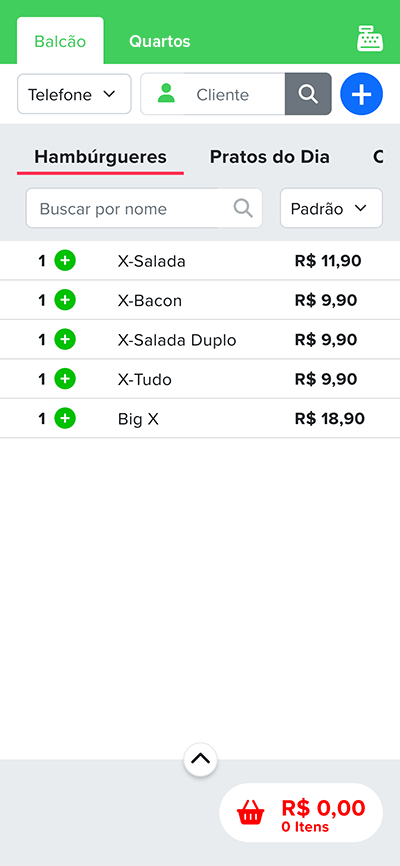 Balcão Quartos
Telefone Cliente
Hambúrgueres Pratos do Dia C
Buscar por nome Padrão
1 X-Salada R$ 11,90
1 X-Bacon R$ 9,90
1 X-Salada Duplo R$ 9,90
1 X-Tudo R$ 9,90
1 Big X R$ 18,90
R$ 0,00
0 Itens